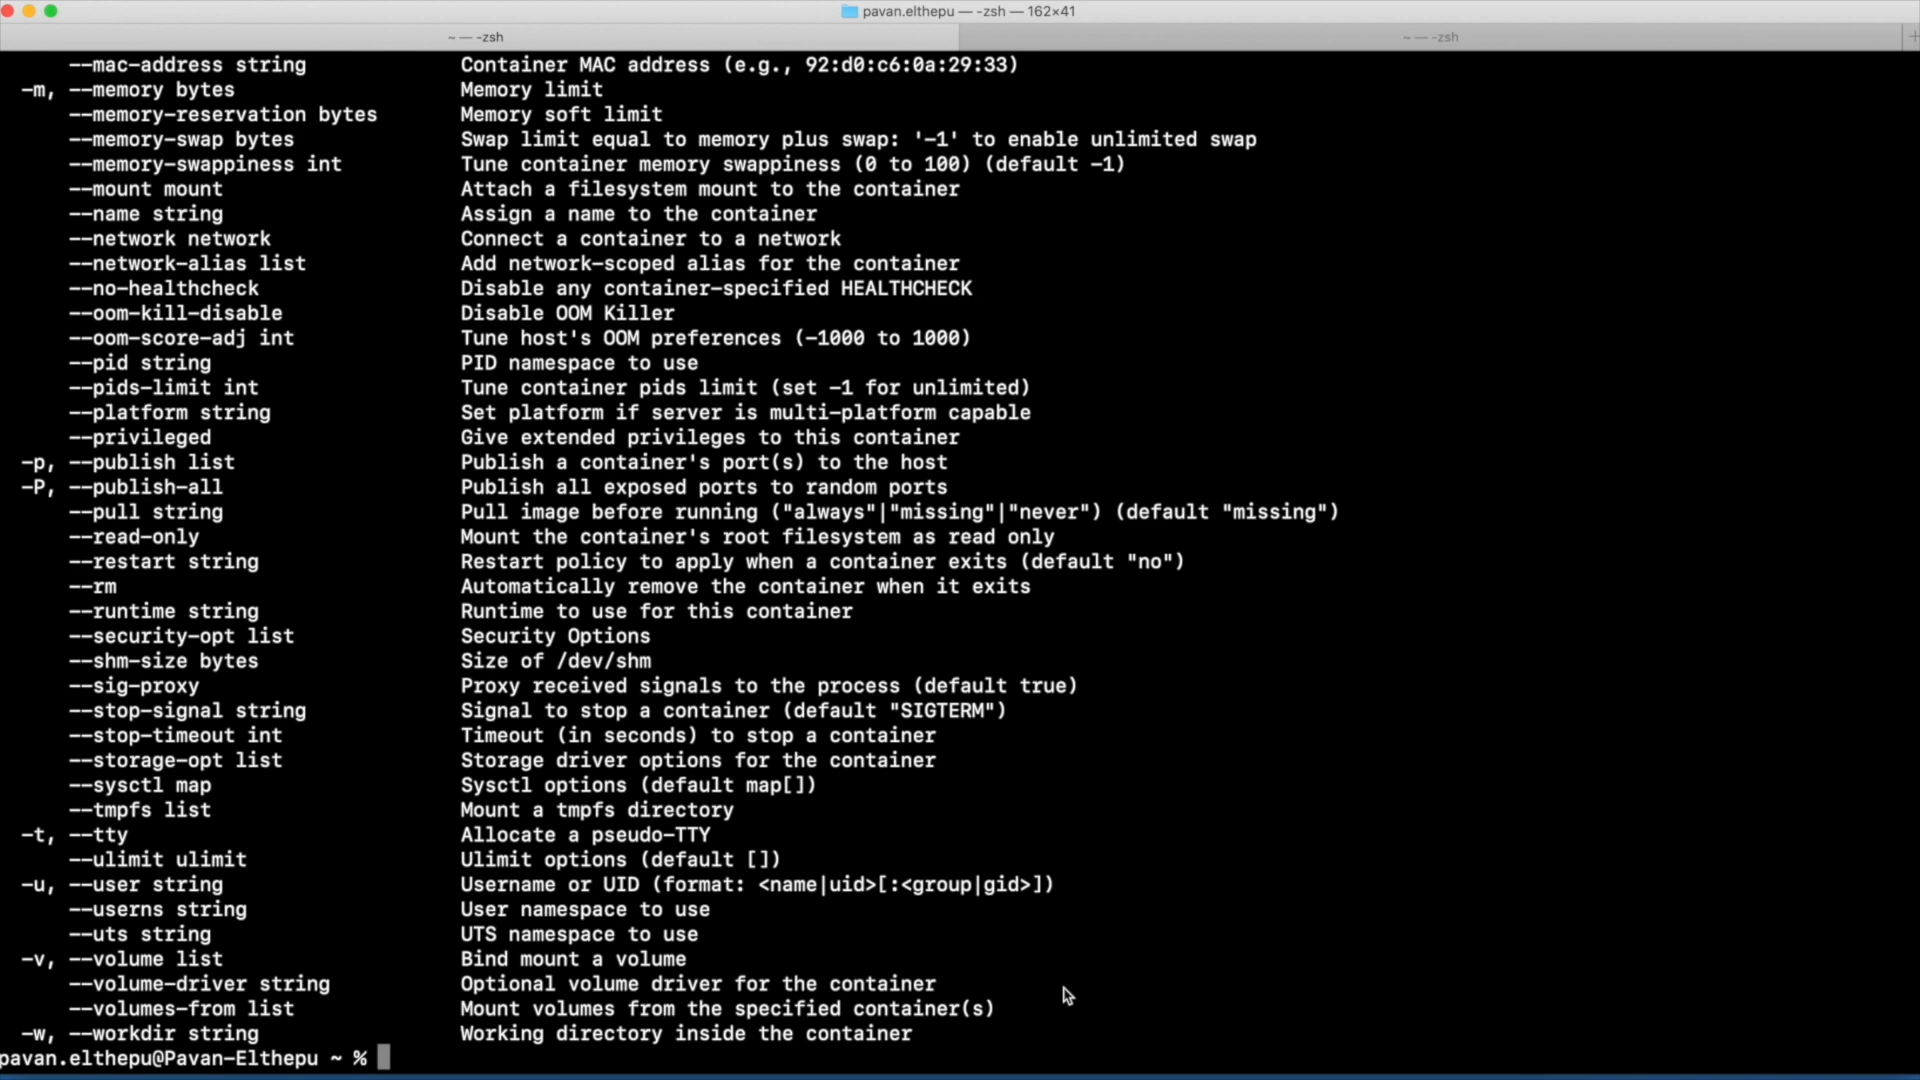 pavan.elthepu — -zsh — 162×41
~ — -zsh
~ — -zsh
--mac-address string Container MAC address (e.g., 92:d0:c6:0a:29:33)
-m, --memory bytes Memory limit
--memory-reservation bytes Memory soft limit
--memory-swap bytes Swap limit equal to memory plus swap: '-1' to enable unlimited swap
--memory-swappiness int Tune container memory swappiness (0 to 100) (default -1)
--mount mount Attach a filesystem mount to the container
--name string Assign a name to the container
--network network Connect a container to a network
--network-alias list Add network-scoped alias for the container
--no-healthcheck Disable any container-specified HEALTHCHECK
--oom-kill-disable Disable OOM Killer
--oom-score-adj int Tune host's OOM preferences (-1000 to 1000)
--pid string PID namespace to use
--pids-limit int Tune container pids limit (set -1 for unlimited)
--platform string Set platform if server is multi-platform capable
--privileged Give extended privileges to this container
-p, --publish list Publish a container's port(s) to the host
-P, --publish-all Publish all exposed ports to random ports
--pull string Pull image before running ("always"|"missing"|"never") (default "missing")
--read-only Mount the container's root filesystem as read only
--restart string Restart policy to apply when a container exits (default "no")
--rm Automatically remove the container when it exits
--runtime string Runtime to use for this container
--security-opt list Security Options
--shm-size bytes Size of /dev/shm
--sig-proxy Proxy received signals to the process (default true)
--stop-signal string Signal to stop a container (default "SIGTERM")
--stop-timeout int Timeout (in seconds) to stop a container
--storage-opt list Storage driver options for the container
--sysctl map Sysctl options (default map[])
--tmpfs list Mount a tmpfs directory
-t, --tty Allocate a pseudo-TTY
--ulimit ulimit Ulimit options (default [])
-u, --user string Username or UID (format: <name|uid>[:<group|gid>])
--userns string User namespace to use
--uts string UTS namespace to use
-v, --volume list Bind mount a volume
--volume-driver string Optional volume driver for the container
--volumes-from list Mount volumes from the specified container(s)
-w, --workdir string Working directory inside the container
pavan.elthepu@Pavan-Elthepu ~ %